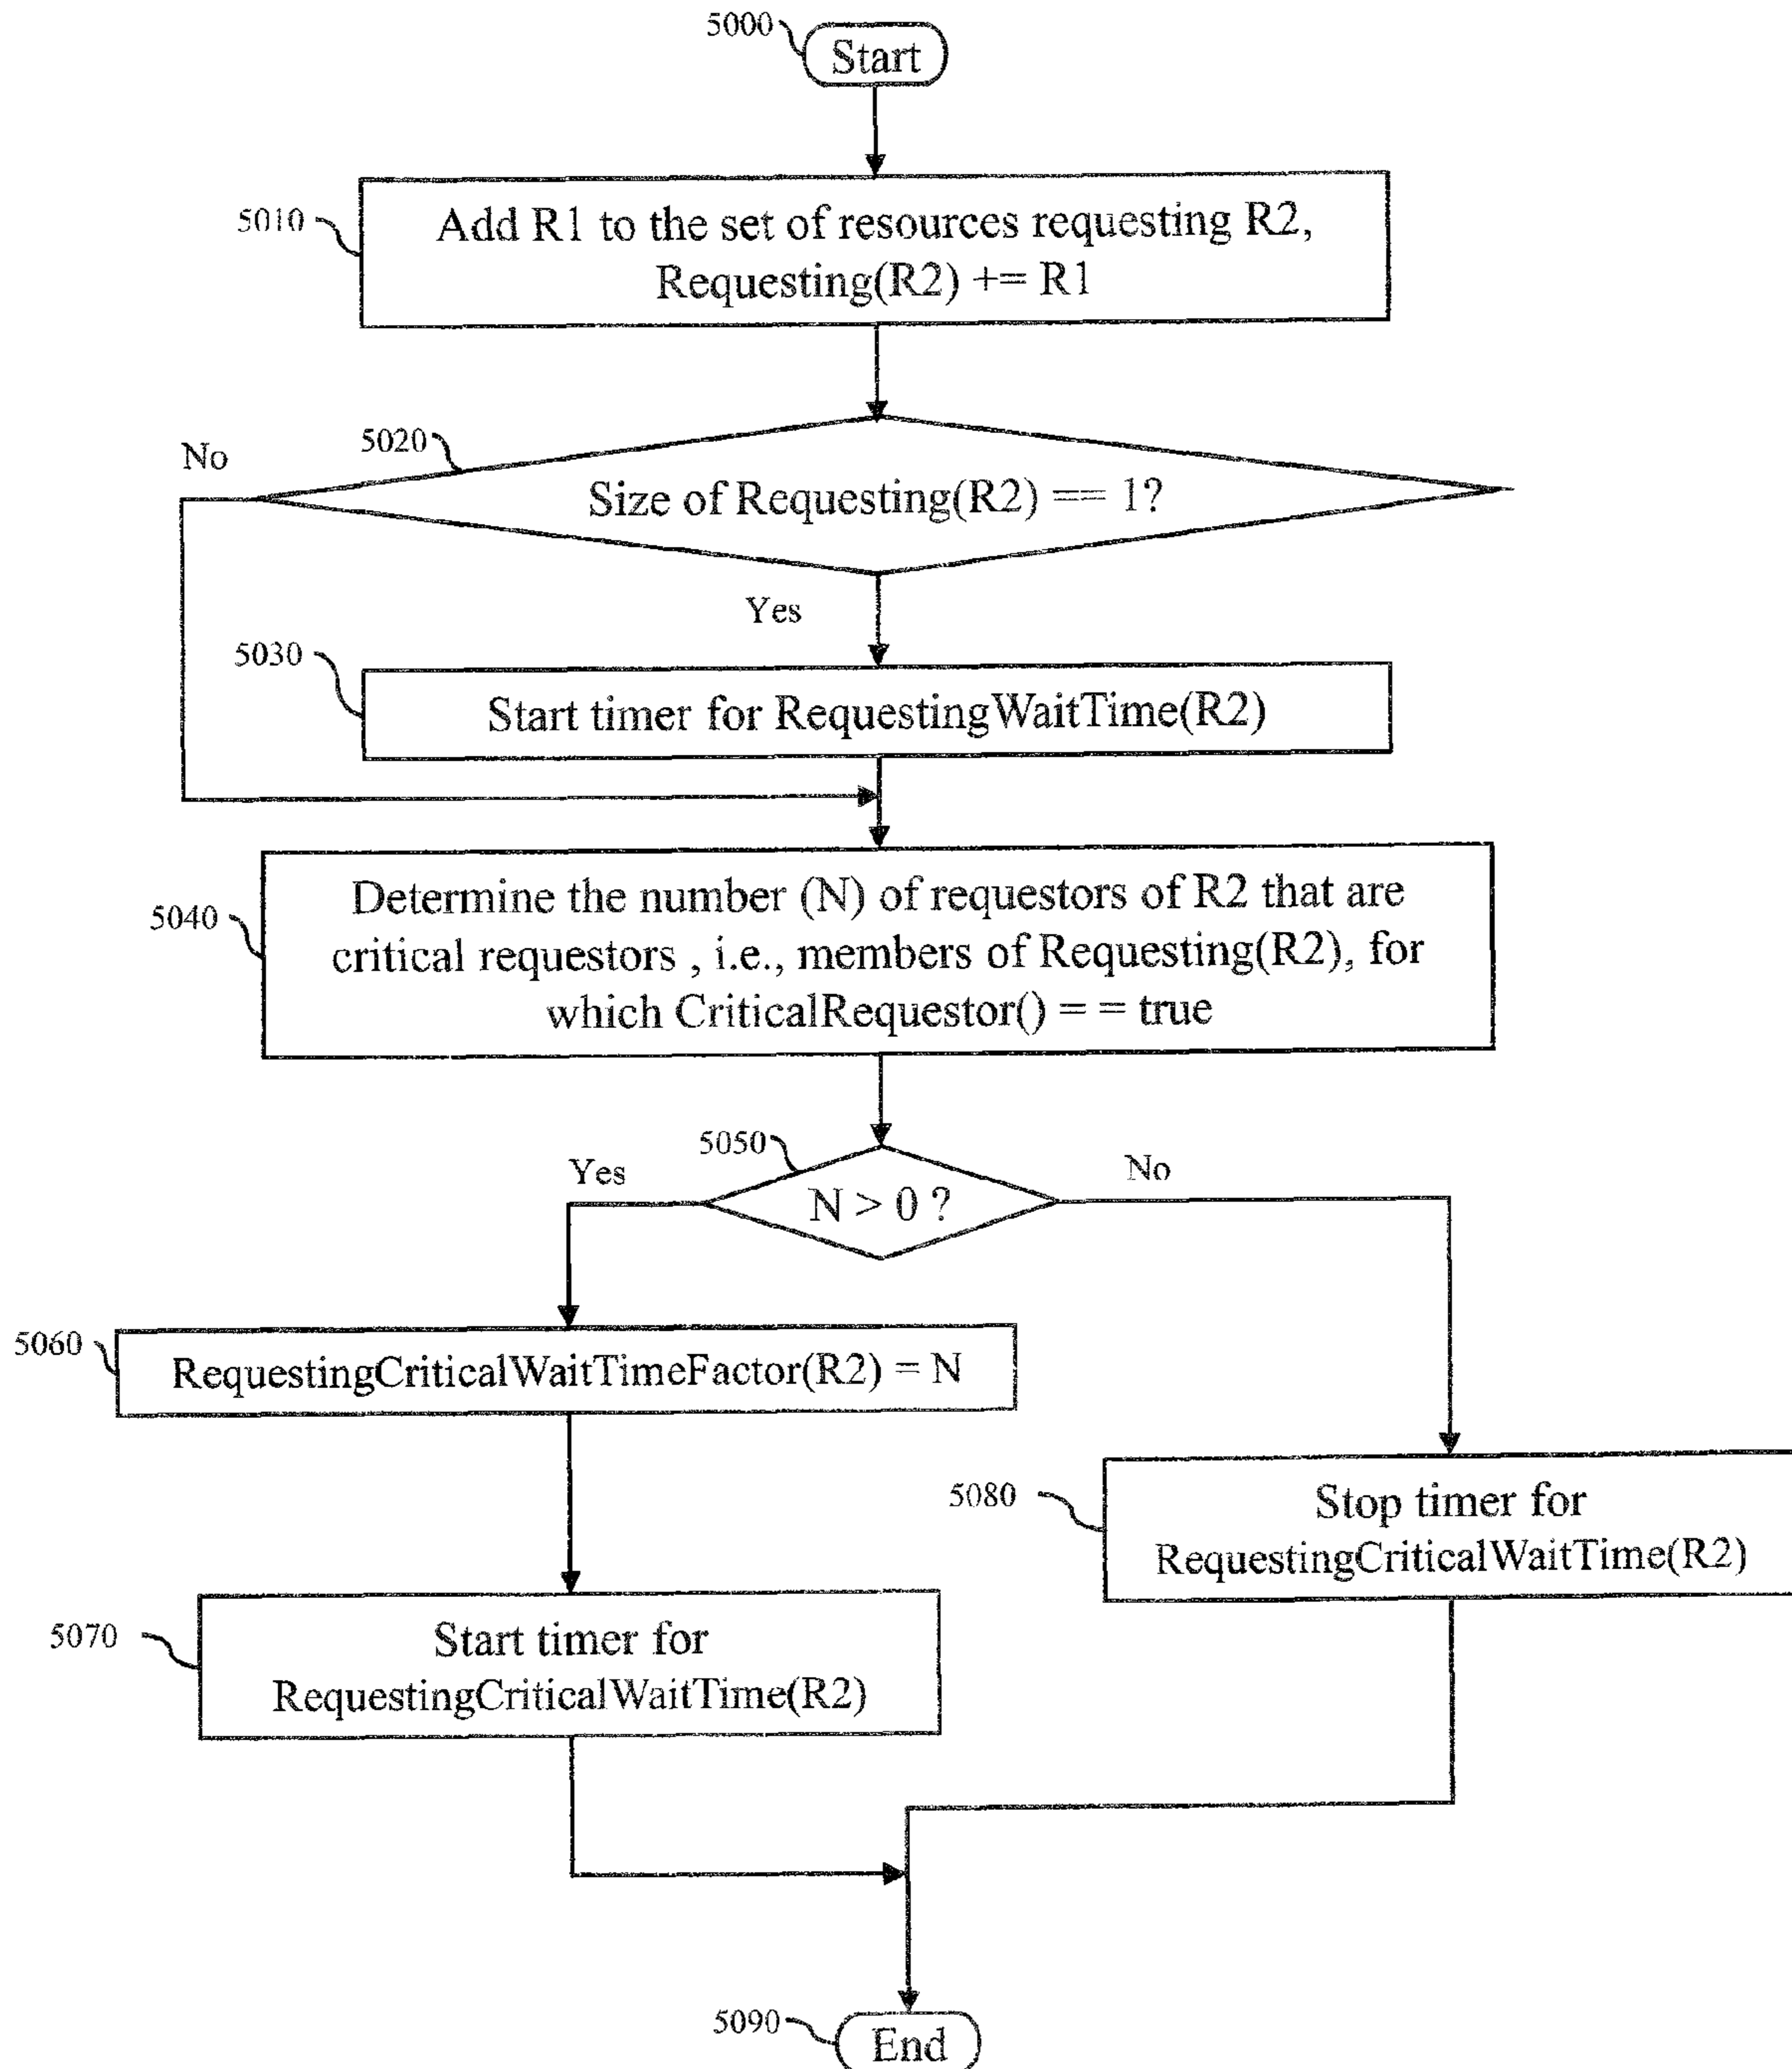 5000
Start
5010
Add R1 to the set of resources requesting R2,
Requesting(R2) += R1
5020
No
Size of Requesting(R2) == 1?
Yes
5030
Start timer for RequestingWaitTime(R2)
5040
Determine the number (N) of requestors of R2 that are
critical requestors , i.e., members of Requesting(R2), for
which CriticalRequestor() = = true
5050
Yes
No
N > 0 ?
5060
RequestingCriticalWaitTimeFactor(R2) = N
5080
Stop timer for
RequestingCriticalWaitTime(R2)
5070
Start timer for
RequestingCriticalWaitTime(R2)
5090
End